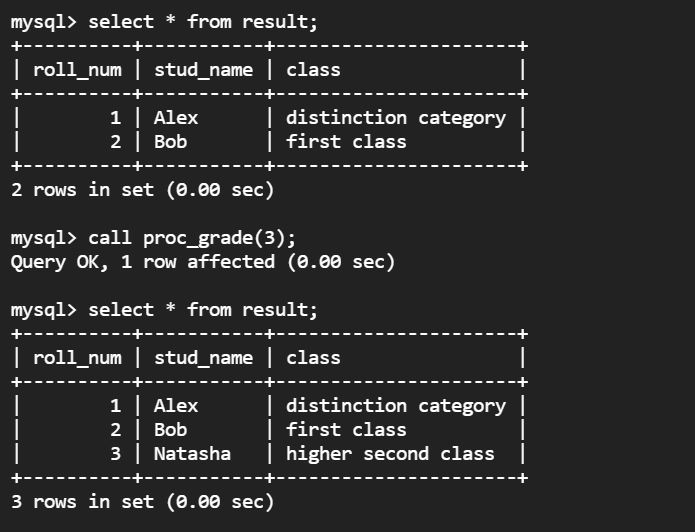 mysql> select * from result;
+----------+-----------+----------------------+
| roll_num | stud_name | class                |
+----------+-----------+----------------------+
|        1 | Alex      | distinction category |
|        2 | Bob       | first class          |
+----------+-----------+----------------------+
2 rows in set (0.00 sec)
mysql> call proc_grade(3);
Query OK, 1 row affected (0.00 sec)
mysql> select * from result;
+----------+-----------+----------------------+
| roll_num | stud_name | class                |
+----------+-----------+----------------------+
|        1 | Alex      | distinction category |
|        2 | Bob       | first class          |
|        3 | Natasha   | higher second class  |
+----------+-----------+----------------------+
3 rows in set (0.00 sec)